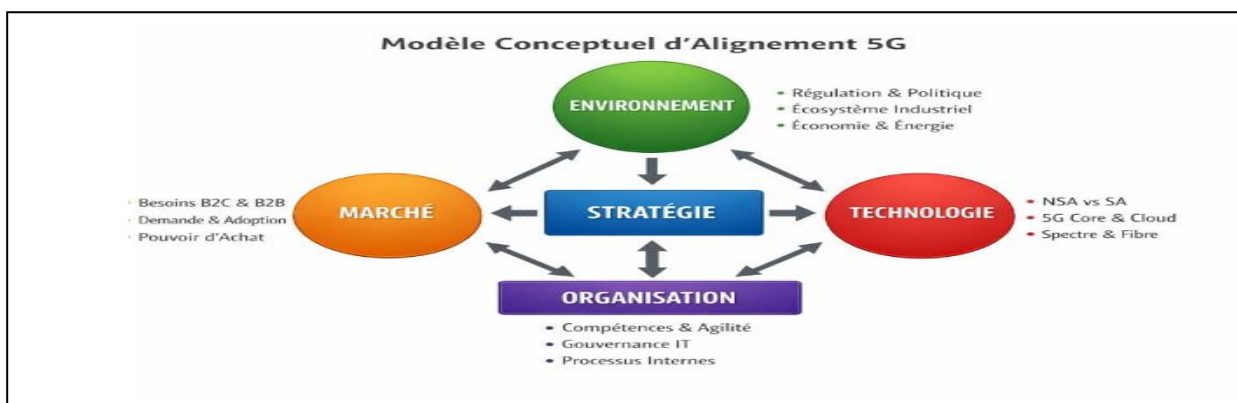 Modèle Conceptuel d'Alignement 5G
ENVIRONNEMENT
• Régulation & Politique
• Écosystème Industriel
• Économie & Énergie
· Besoins B2C & B2B
· Demande & Adoption
· Pouvoir d'Achat
MARCHÉ
STRATÉGIE
TECHNOLOGIE
• NSA vs SA
• 5G Core & Cloud
• Spectre & Fibre
ORGANISATION
• Compétences & Agilité
• Gouvernance IT
• Processus Internes